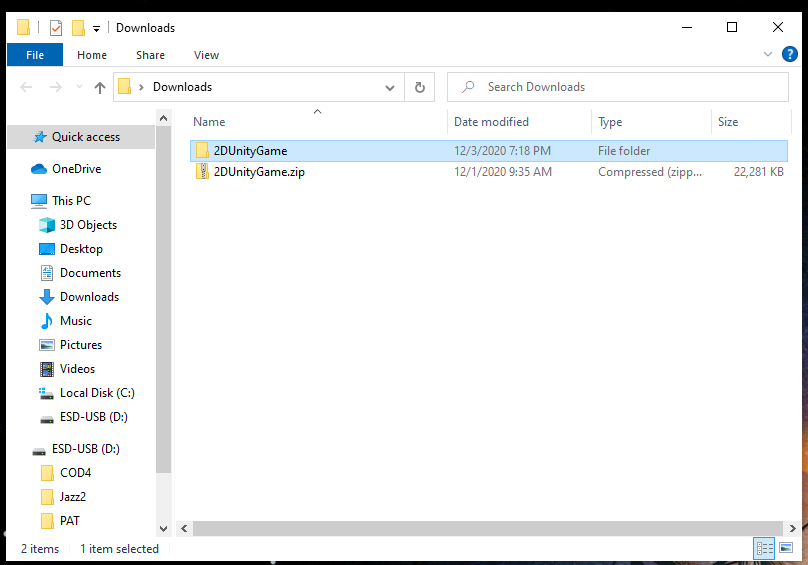 Downloads
File Home Share View
Downloads
Search Downloads
Name Date modified Type Size
2DUnityGame 12/3/2020 7:18 PM File folder
2DUnityGame.zip 12/1/2020 9:35 AM Compressed (zipp... 22,281 KB
Quick access
OneDrive
This PC
3D Objects
Desktop
Documents
Downloads
Music
Pictures
Videos
Local Disk (C:)
ESD-USB (D:)
ESD-USB (D:)
COD4
Jazz2
PAT
2 items 1 item selected